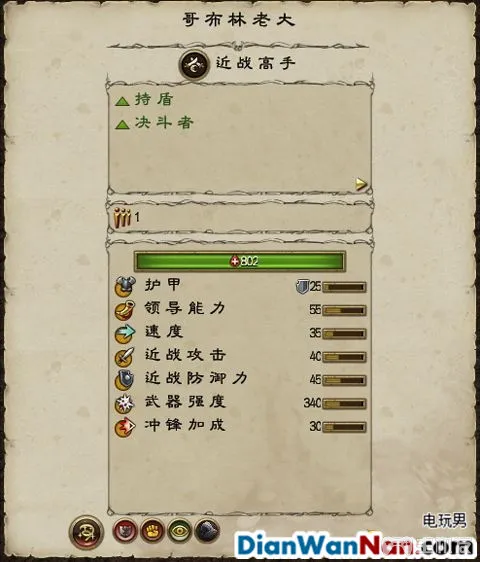 哥布林老大
近战高手
持盾
决斗者
1
802
护甲 25
领导能力 55
速度 35
近战攻击 40
近战防御力 45
武器强度 340
冲锋加成 30
电玩男
DianWanNan.com